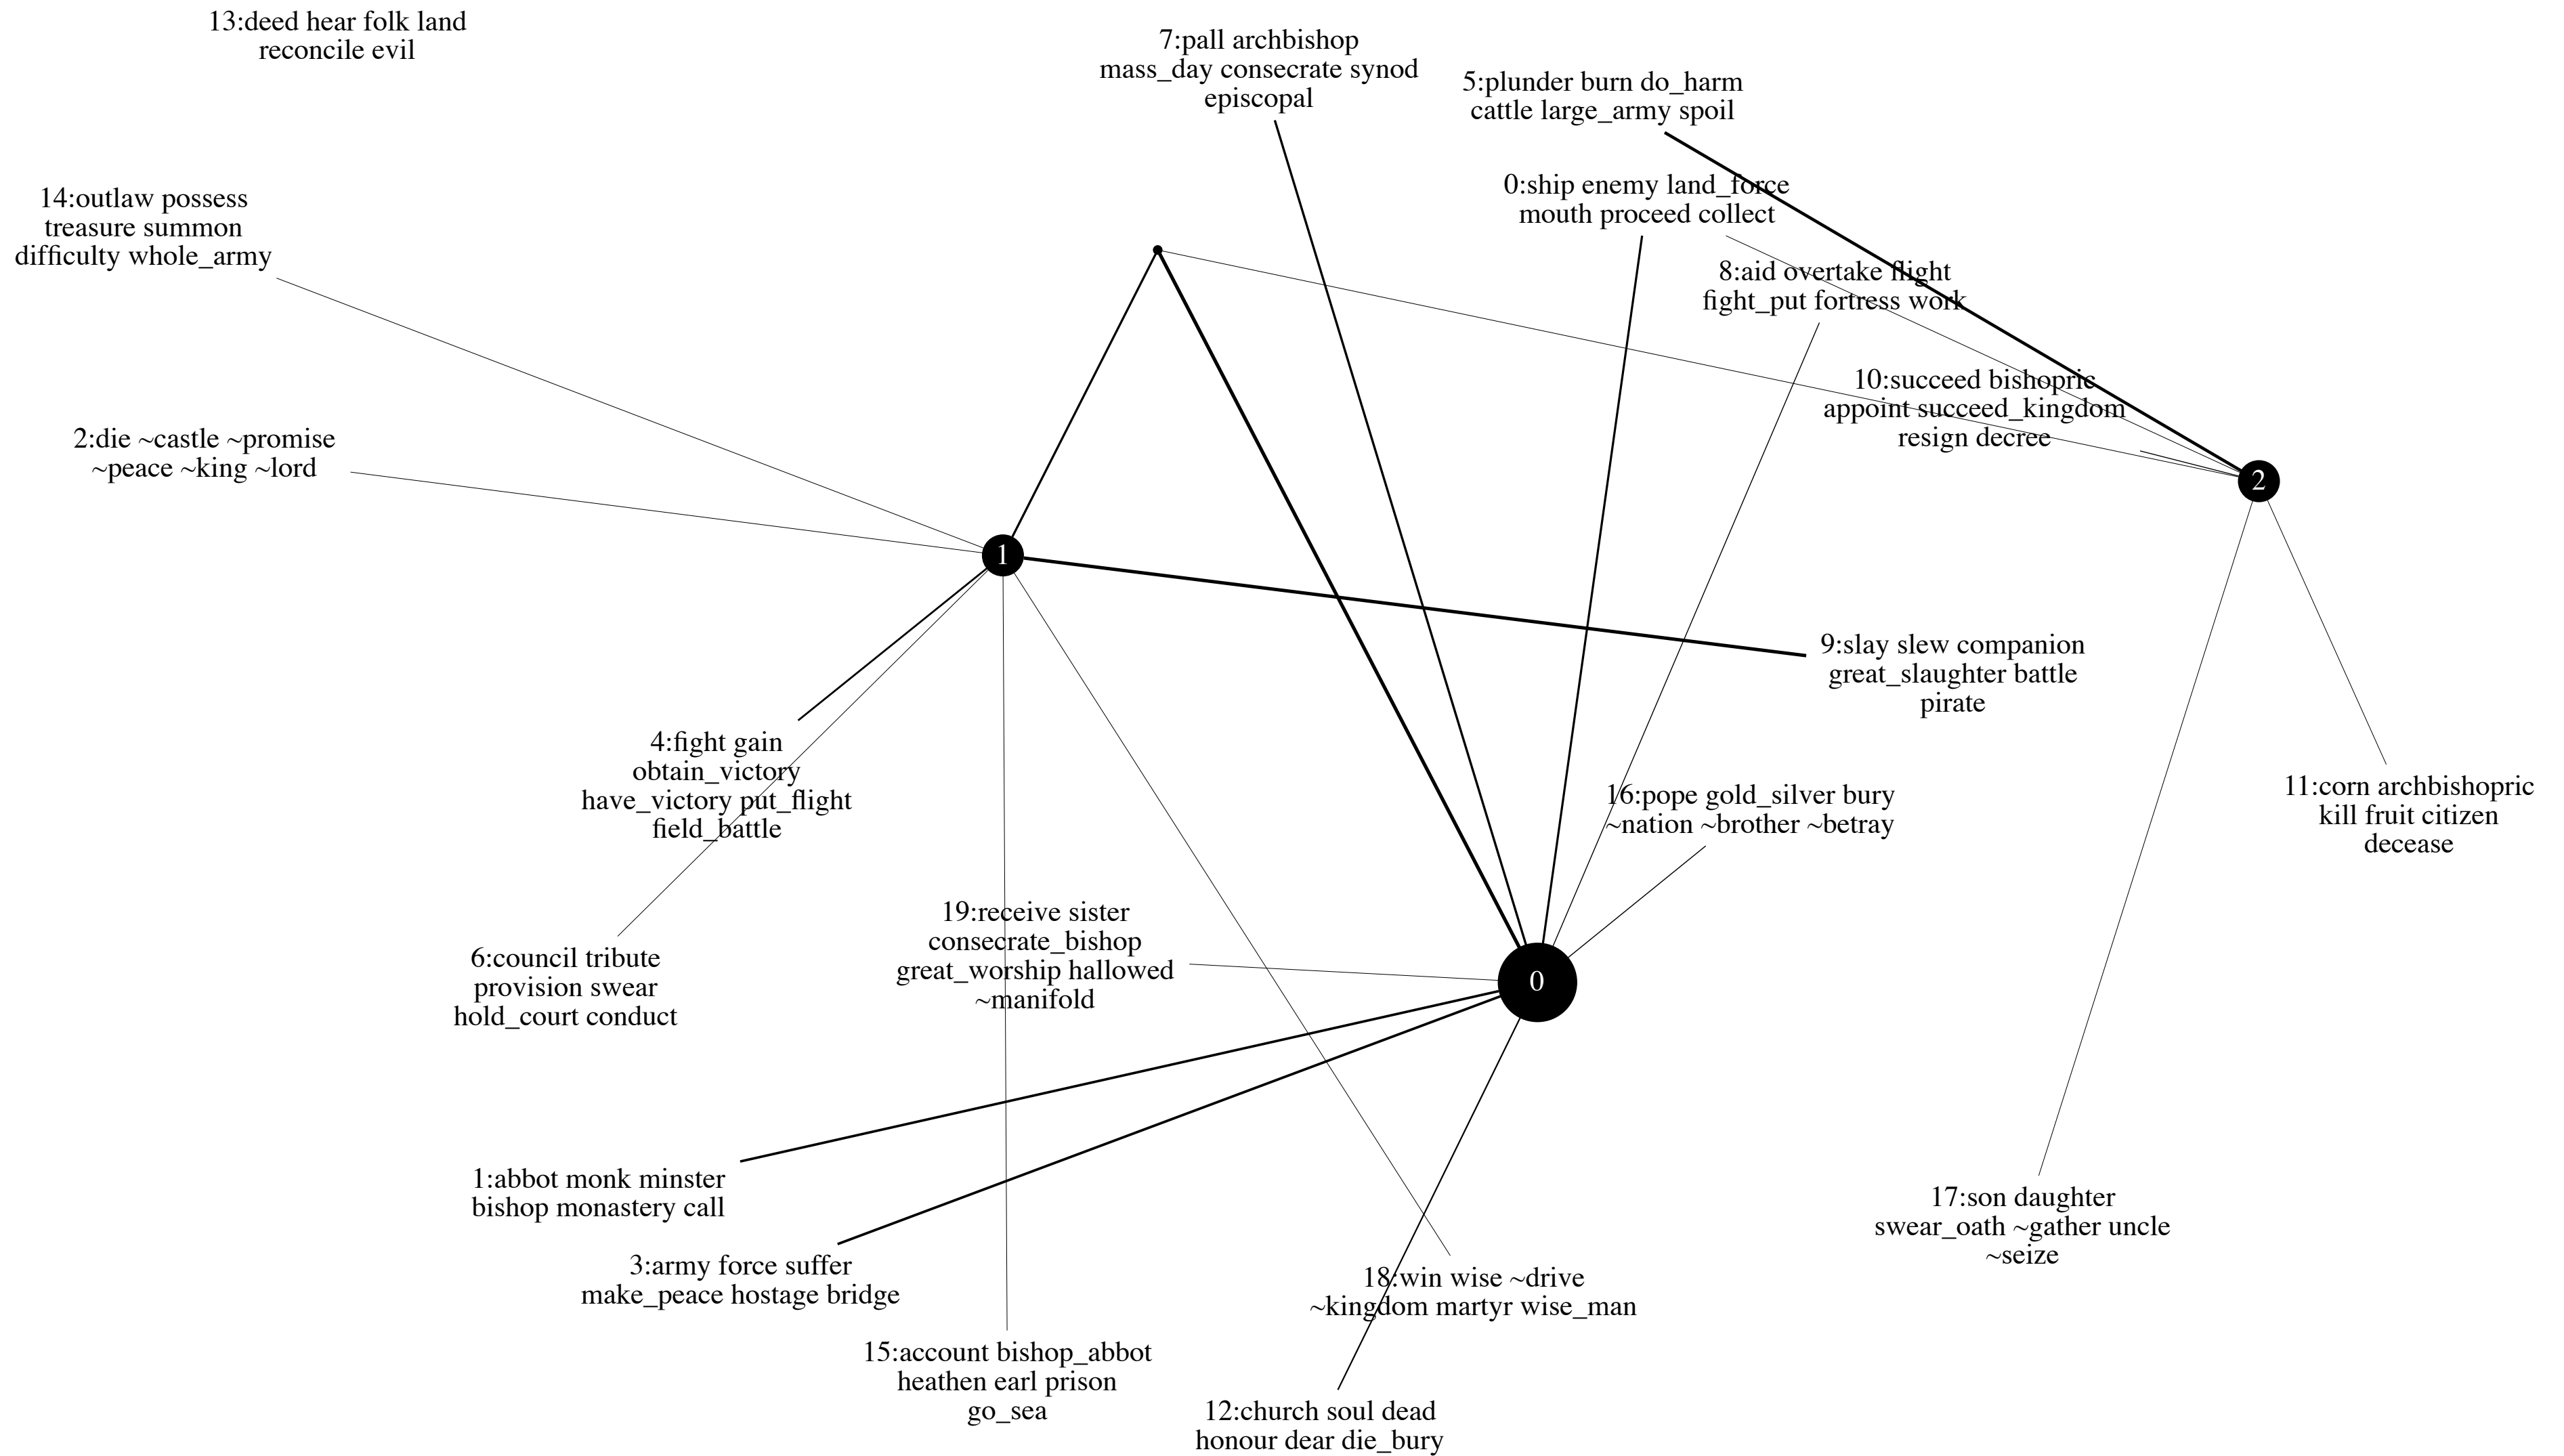 13:deed hear folk land
reconcile evil
7:pall archbishop
mass_day consecrate synod
episcopal
5:plunder burn do_harm
cattle large_army spoil
0:ship enemy land_force
mouth proceed collect
14:outlaw possess
treasure summon
difficulty whole_army
8:aid overtake flight
fight_put fortress work
10:succeed bishopric
appoint succeed_kingdom
resign decree
2:die ~castle ~promise
~peace ~king ~lord
2
1
9:slay slew companion
great_slaughter battle
pirate
4:fight gain
obtain_victory
have_victory put_flight
field_battle
16:pope gold_silver bury
~nation ~brother ~betray
11:corn archbishopric
kill fruit citizen
decease
19:receive sister
consecrate_bishop
great_worship hallowed
~manifold
6:council tribute
provision swear
hold_court conduct
0
1:abbot monk minster
bishop monastery call
17:son daughter
swear_oath ~gather uncle
~seize
3:army force suffer
make_peace hostage bridge
18:win wise ~drive
~kingdom martyr wise_man
15:account bishop_abbot
heathen earl prison
go_sea
12:church soul dead
honour dear die_bury